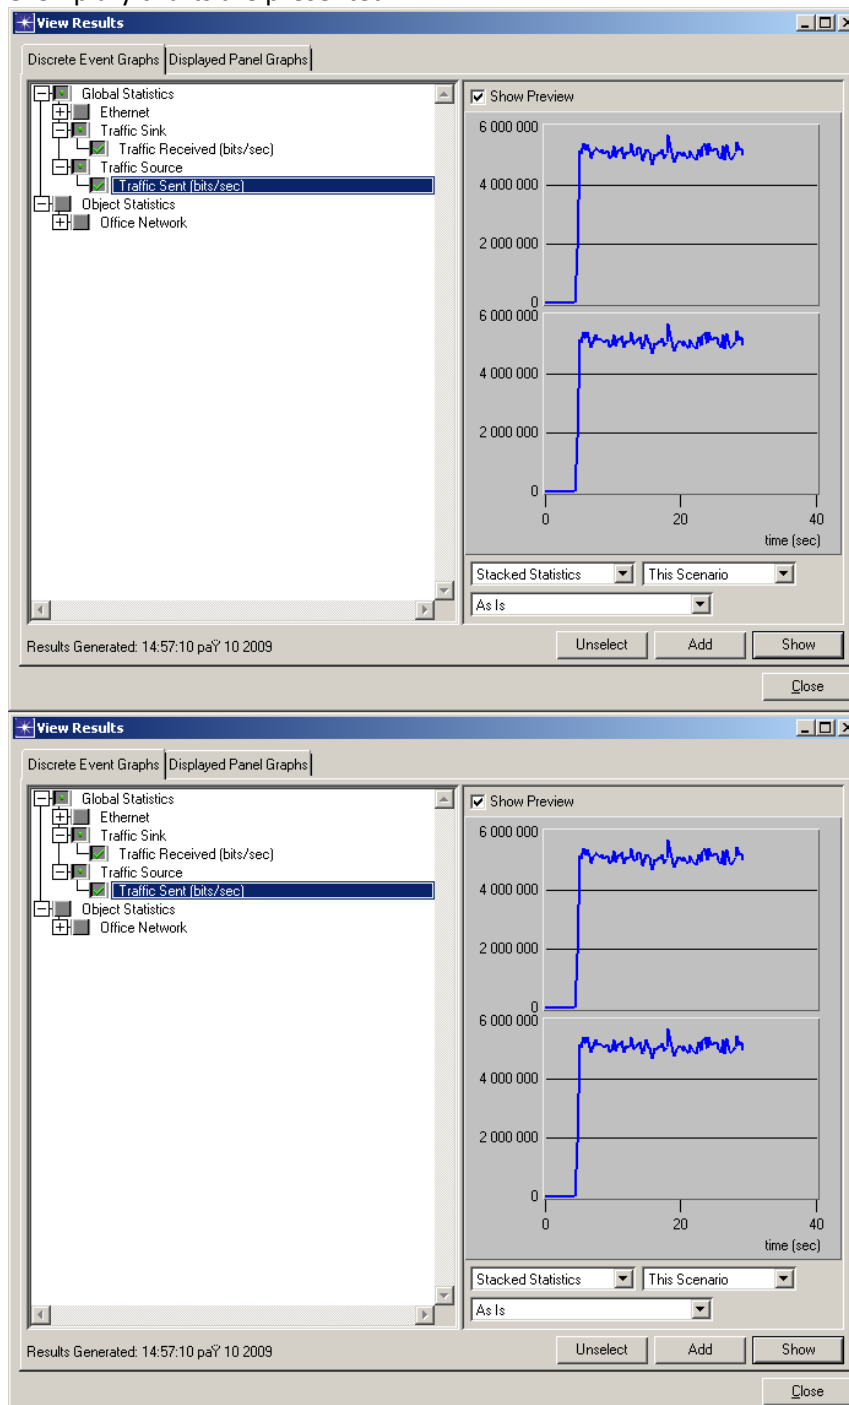 View Results
Discrete Event Graphs Displayed Panel Graphs
Global Statistics
Ethernet
Traffic Sink
Traffic Received (bits/sec)
Traffic Source
Traffic Sent (bits/sec)
Object Statistics
Office Network
Show Preview
6 000 000
4 000 000
2 000 000
0
6 000 000
4 000 000
2 000 000
0
0 20 40
time (sec)
Stacked Statistics This Scenario
As Is
Results Generated: 14:57:10 paÝ 10 2009
Unselect Add Show
Close
View Results
Discrete Event Graphs Displayed Panel Graphs
Global Statistics
Ethernet
Traffic Sink
Traffic Received (bits/sec)
Traffic Source
Traffic Sent (bits/sec)
Object Statistics
Office Network
Show Preview
6 000 000
4 000 000
2 000 000
0
6 000 000
4 000 000
2 000 000
0
0 20 40
time (sec)
Stacked Statistics This Scenario
As Is
Results Generated: 14:57:10 paÝ 10 2009
Unselect Add Show
Close